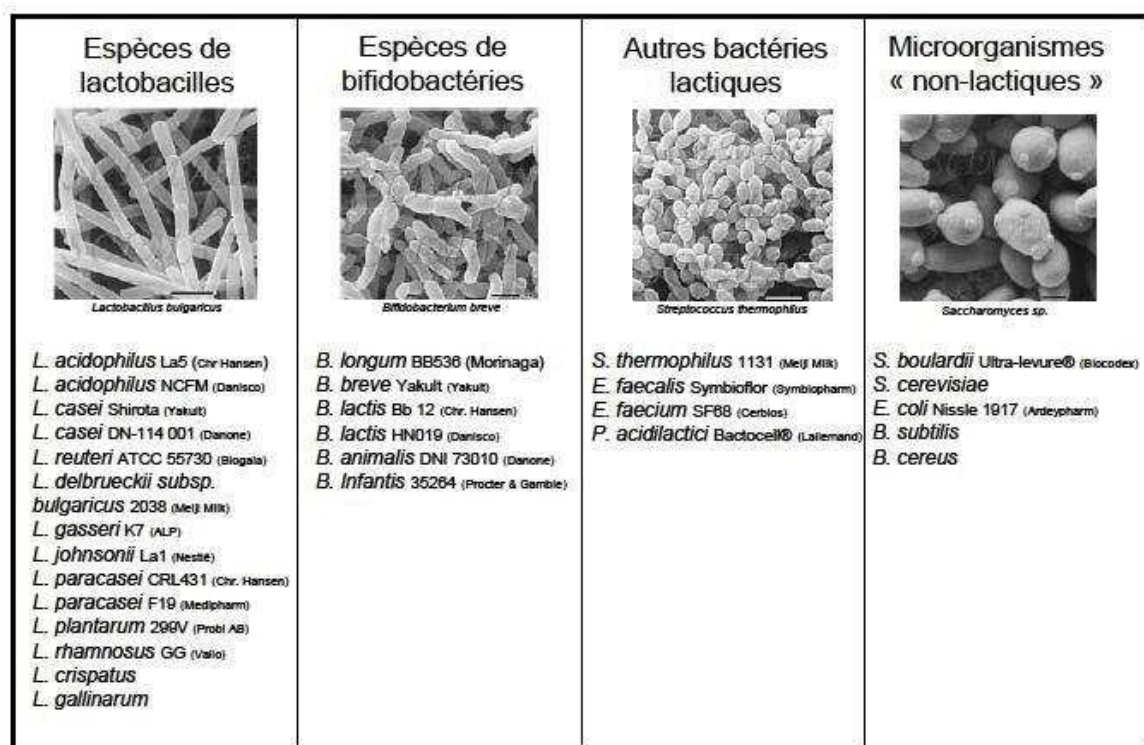 Espèces de
lactobacilles
Lactobacillus bulgaricus
L. acidophilus La5 (Chr Hansen)
L. acidophilus NCFM (Danisco)
L. casei Shirota (Yakult)
L. casei DN-114 001 (Danone)
L. reuteri ATCC 55730 (Biogaia)
L. delbrueckii subsp.
bulgaricus 2038 (Meiji Milk)
L. gasseri K7 (ALP)
L. johnsonii La1 (Nestlé)
L. paracasei CRL431 (Chr. Hansen)
L. paracasei F19 (Medipharm)
L. plantarum 299V (Probi AB)
L. rhamnosus GG (Valio)
L. crispatus
L. gallinarum
Espèces de
bifidobactéries
Bifidobacterium breve
B. longum BB536 (Morinaga)
B. breve Yakult (Yakult)
B. lactis Bb 12 (Chr. Hansen)
B. lactis HN019 (Danisco)
B. animalis DNI 73010 (Danone)
B. Infantis 35264 (Procter & Gamble)
Autres bactéries
lactiques
Streptococcus thermophilus
S. thermophilus 1131 (Meiji Milk)
E. faecalis Symbioflor (Symbiopharm)
E. faecium SF68 (Cerbios)
P. acidilactici Bactocell® (Lallemand)
Microorganismes
« non-lactiques »
Saccharomyces sp.
S. boulardii Ultra-levure® (Biocodex)
S. cerevisiae
E. coli Nissle 1917 (Ardeypharm)
B. subtilis
B. cereus